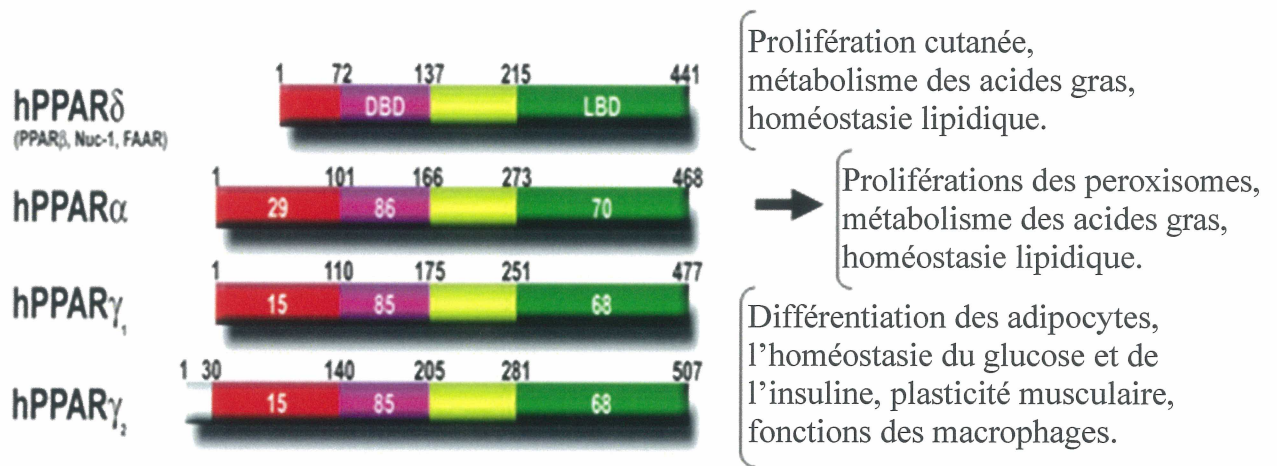 1 72 137 215 441
hPPARδ DBD LBD
(PPARβ, Nuc-1, FAAR)
Prolifération cutanée,
métabolisme des acides gras,
homéostasie lipidique.
1 101 166 273 468
hPPARα 29 86 70
Proliférations des peroxisomes,
métabolisme des acides gras,
homéostasie lipidique.
1 110 175 251 477
hPPARγ1 15 85 68
1 30 140 205 281 507
hPPARγ2 15 85 68
Différentiation des adipocytes,
l’homéostasie du glucose et de
l’insuline, plasticité musculaire,
fonctions des macrophages.